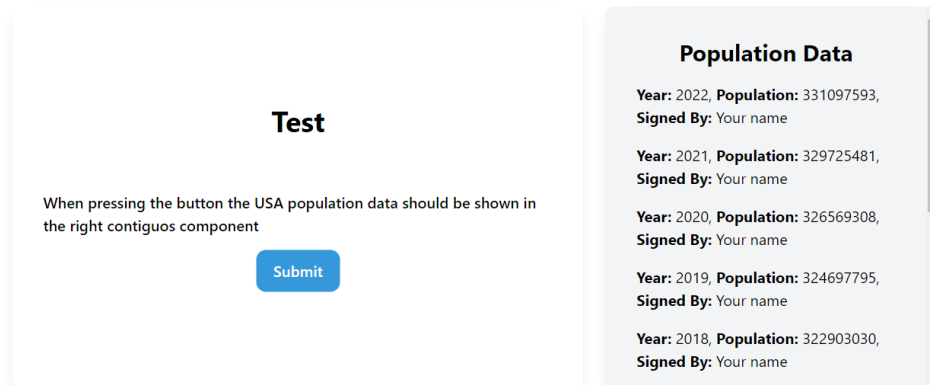 Test
When pressing the button the USA population data should be shown in
the right contiguos component
Submit
Population Data
Year: 2022, Population: 331097593,
Signed By: Your name
Year: 2021, Population: 329725481,
Signed By: Your name
Year: 2020, Population: 326569308,
Signed By: Your name
Year: 2019, Population: 324697795,
Signed By: Your name
Year: 2018, Population: 322903030,
Signed By: Your name